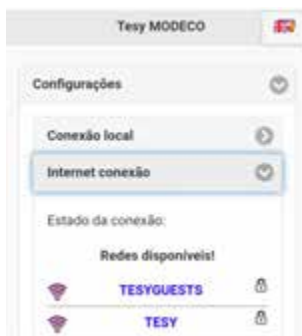 Tesy MODECO
Configurações
Conexão local
Internet conexão
Estado da conexão:
Redes disponíveis!
TESYGUESTS
TESY